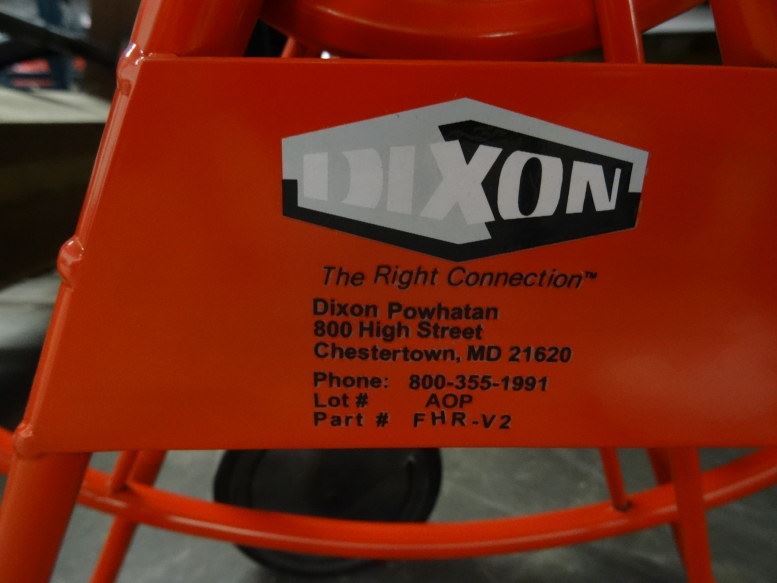 DIXON
The Right Connection™
Dixon Powhatan
800 High Street
Chestertown, MD 21620
Phone: 800-355-1991
Lot # AOP
Part # FHR-V2